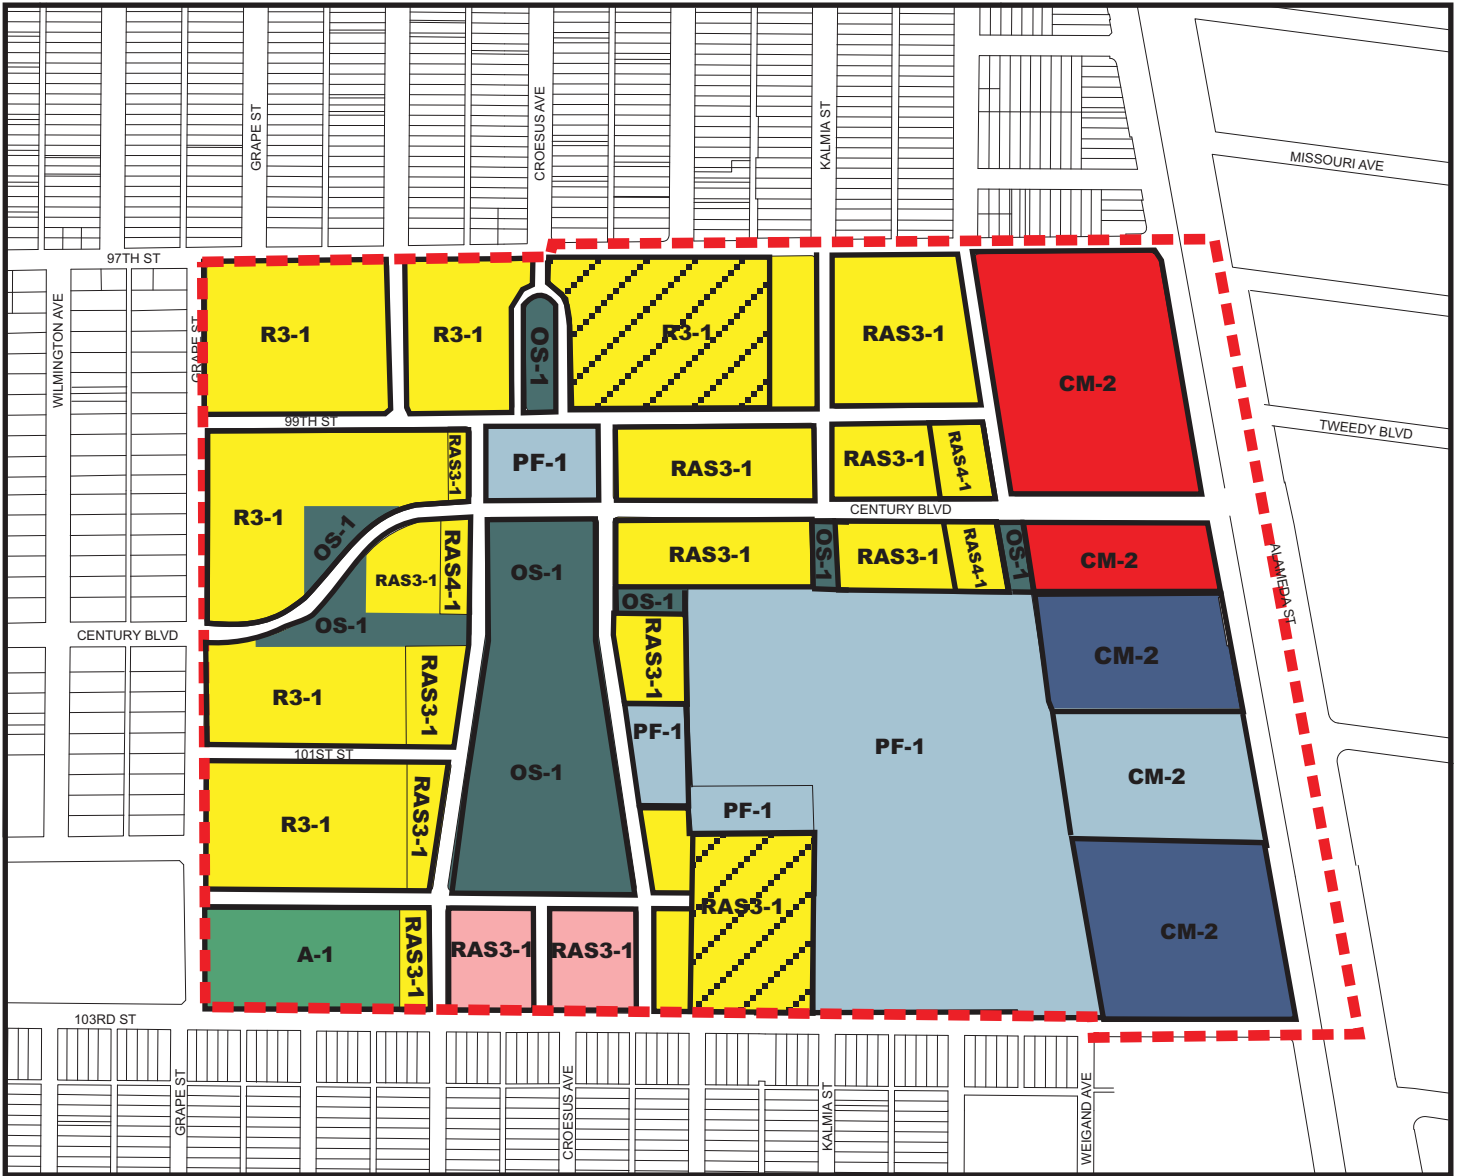 GRAPE ST
CROESUS AVE
KALMIA ST
MISSOURI AVE
97TH ST
WILMINGTON AVE
GRAPE ST
R3-1
R3-1
OS-1
R3-1
RAS3-1
CM-2
99TH ST
TWEEDY BLVD
R3-1
RAS3-1
PF-1
RAS3-1
RAS3-1
RAS4-1
CENTURY BLVD
OS-1
RAS3-1
RAS4-1
OS-1
RAS3-1
OS-1
RAS3-1
RAS4-1
OS-1
CM-2
ALAMEDA ST
OS-1
CENTURY BLVD
OS-1
RAS3-1
CM-2
R3-1
RAS3-1
PF-1
PF-1
101ST ST
OS-1
CM-2
R3-1
RAS3-1
PF-1
RAS3-1
A-1
RAS3-1
RAS3-1
RAS3-1
CM-2
103RD ST
GRAPE ST
CROESUS AVE
KALMIA ST
WEIGAND AVE